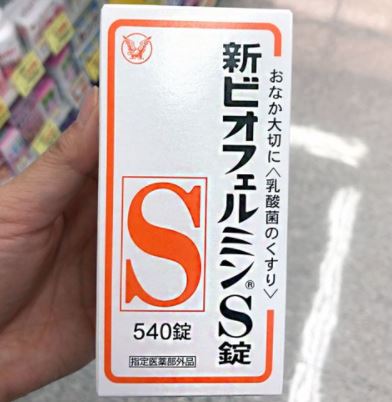 おなか大切に〈乳酸菌のくすり〉
新ビオフェルミン®S錠
S
540錠
指定医薬部外品